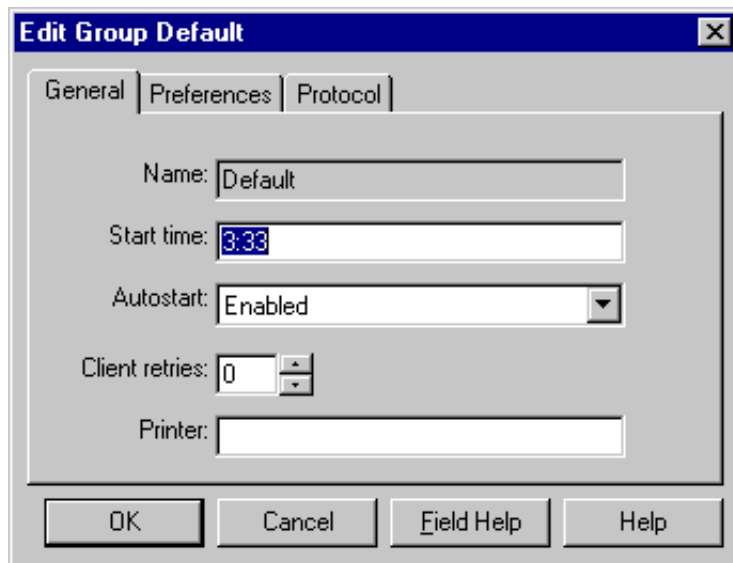 Edit Group Default
General Preferences Protocol
Name: Default
Start time: 3:33
Autostart: Enabled
Client retries: 0
Printer:
OK Cancel Field Help Help